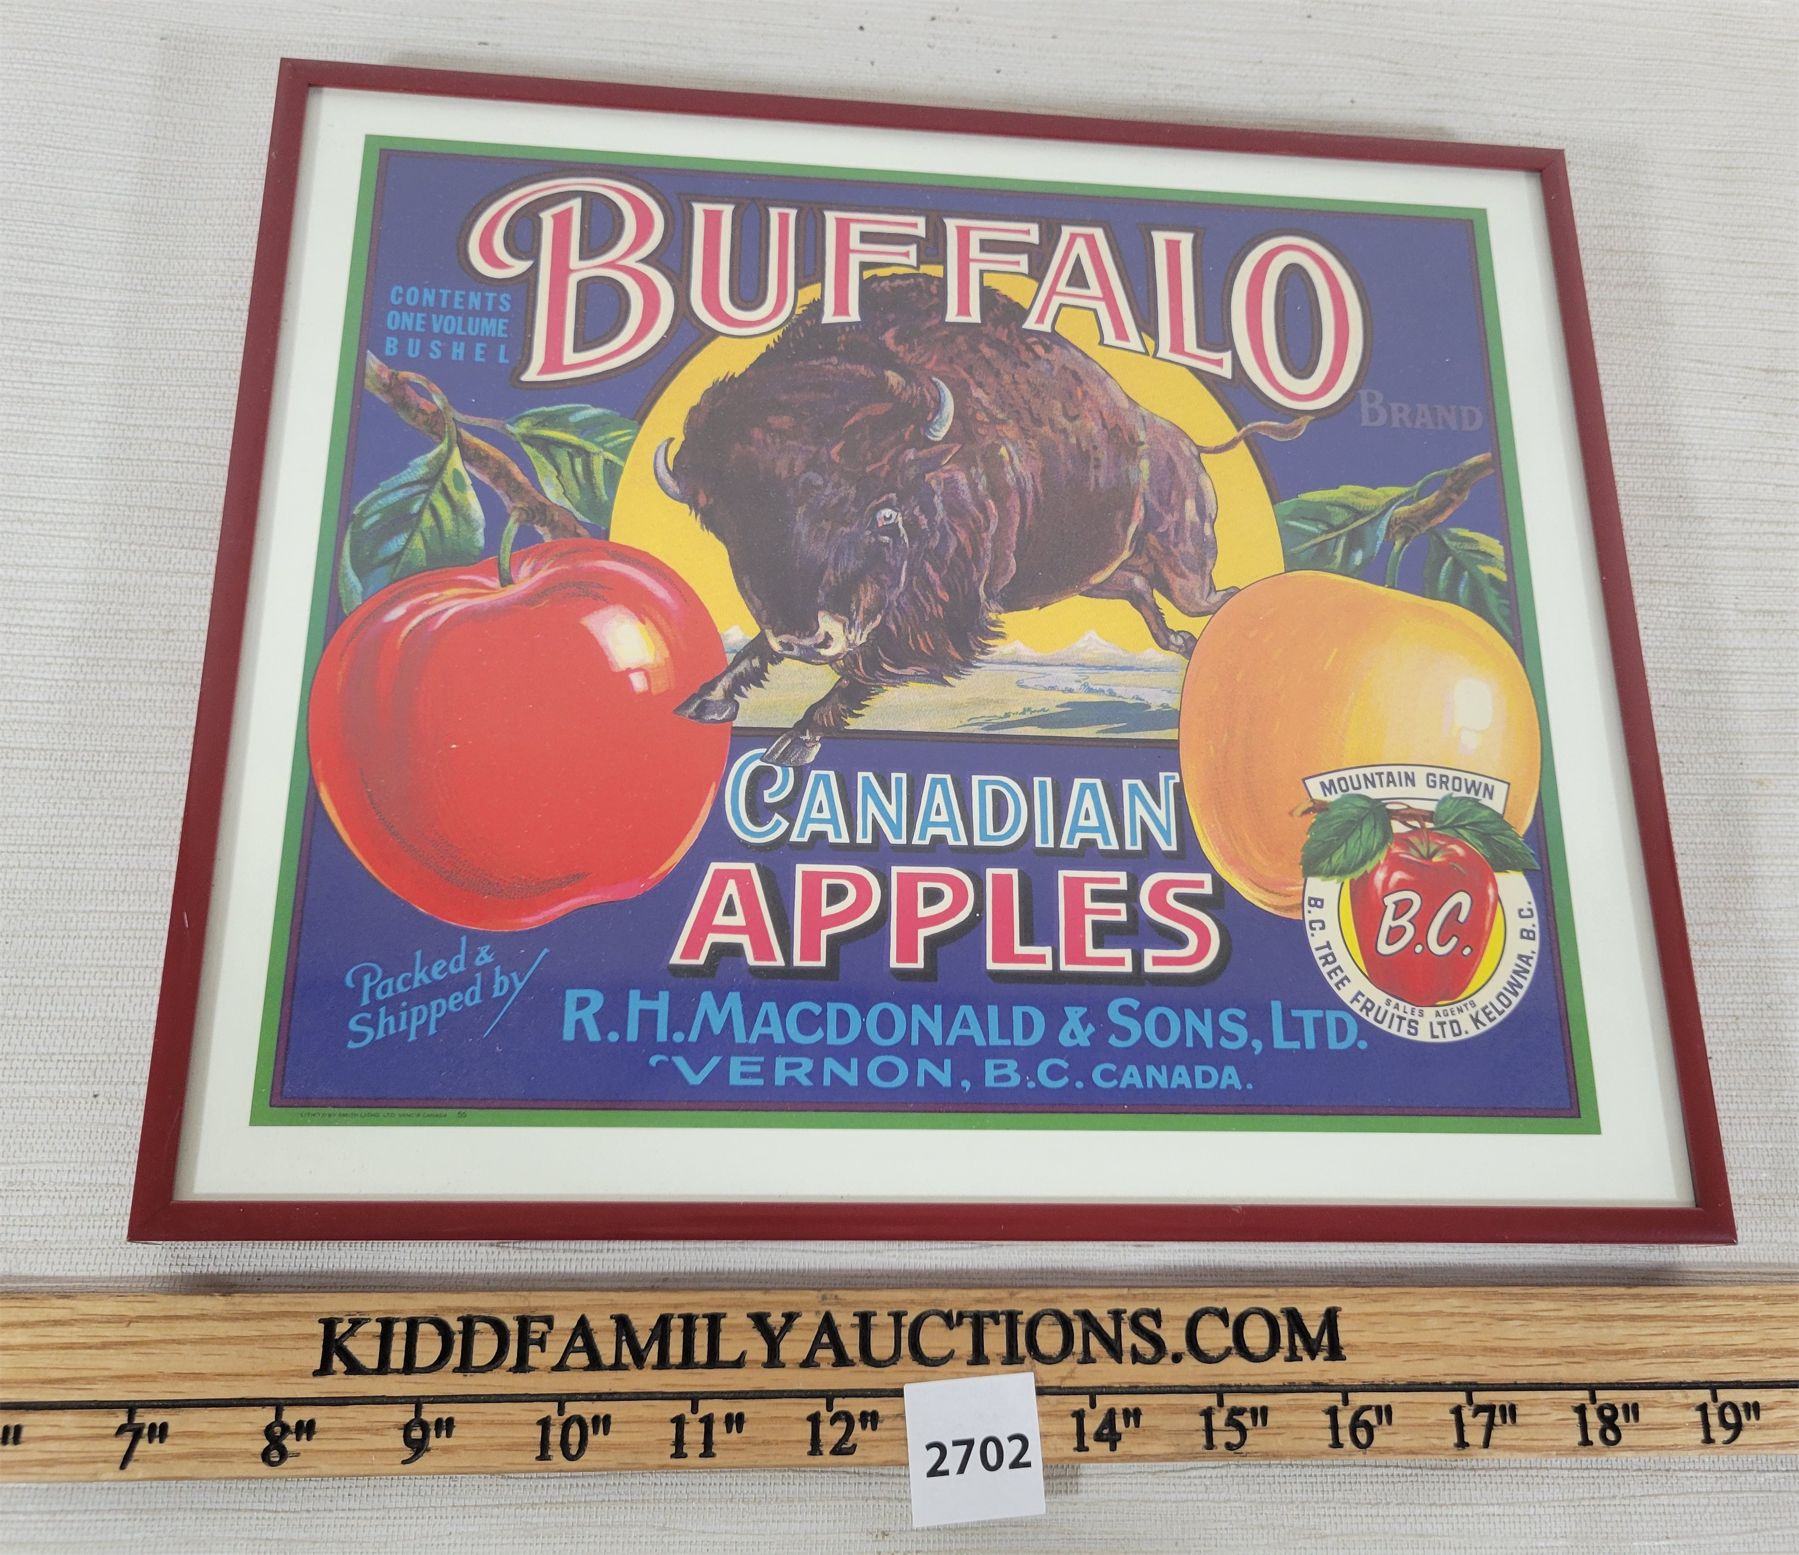 BUFFALO
BRAND
CONTENTS
ONE VOLUME
BUSHEL
CANADIAN
APPLES
MOUNTAIN GROWN
B.C.
B.C. TREE FRUITS LTD. KELOWNA, B.C.
SALES AGENTS
Packed &
Shipped by
R.H. MACDONALD & SONS, LTD.
VERNON, B.C. CANADA.
KIDDFAMILYAUCTIONS.COM
" 7" 8" 9" 10" 11" 12" 14" 15" 16" 17" 18" 19"
2702